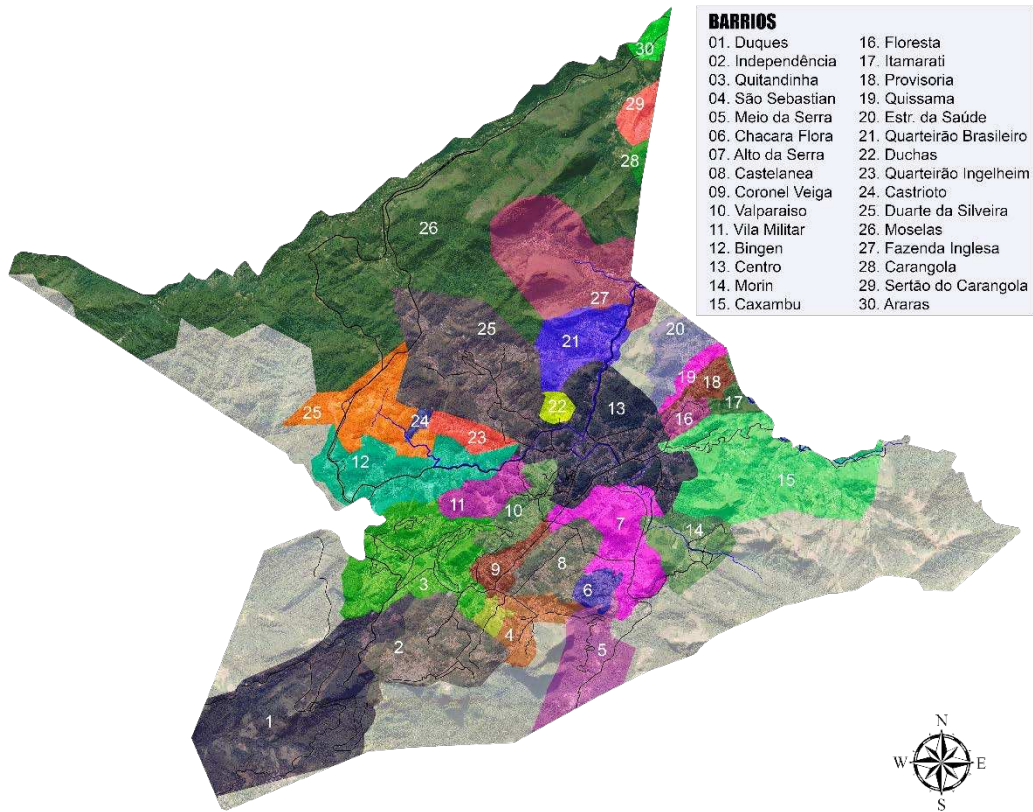 BARRIOS
01. Duques
02. Independência
03. Quitandinha
04. São Sebastian
05. Meio da Serra
06. Chacara Flora
07. Alto da Serra
08. Castelanea
09. Coronel Veiga
10. Valparaiso
11. Vila Militar
12. Bingen
13. Centro
14. Morin
15. Caxambu
16. Floresta
17. Itamarati
18. Provisoria
19. Quissama
20. Estr. da Saúde
21. Quarteirão Brasileiro
22. Duchas
23. Quarteirão Ingelheim
24. Castrioto
25. Duarte da Silveira
26. Moselas
27. Fazenda Inglesa
28. Carangola
29. Sertão do Carangola
30. Araras
30
29
28
26
27
25
20
21
19
18
17
22
13
16
25
24
23
12
15
11
10
7
14
9
8
3
6
4
2
5
1
N
W
E
S